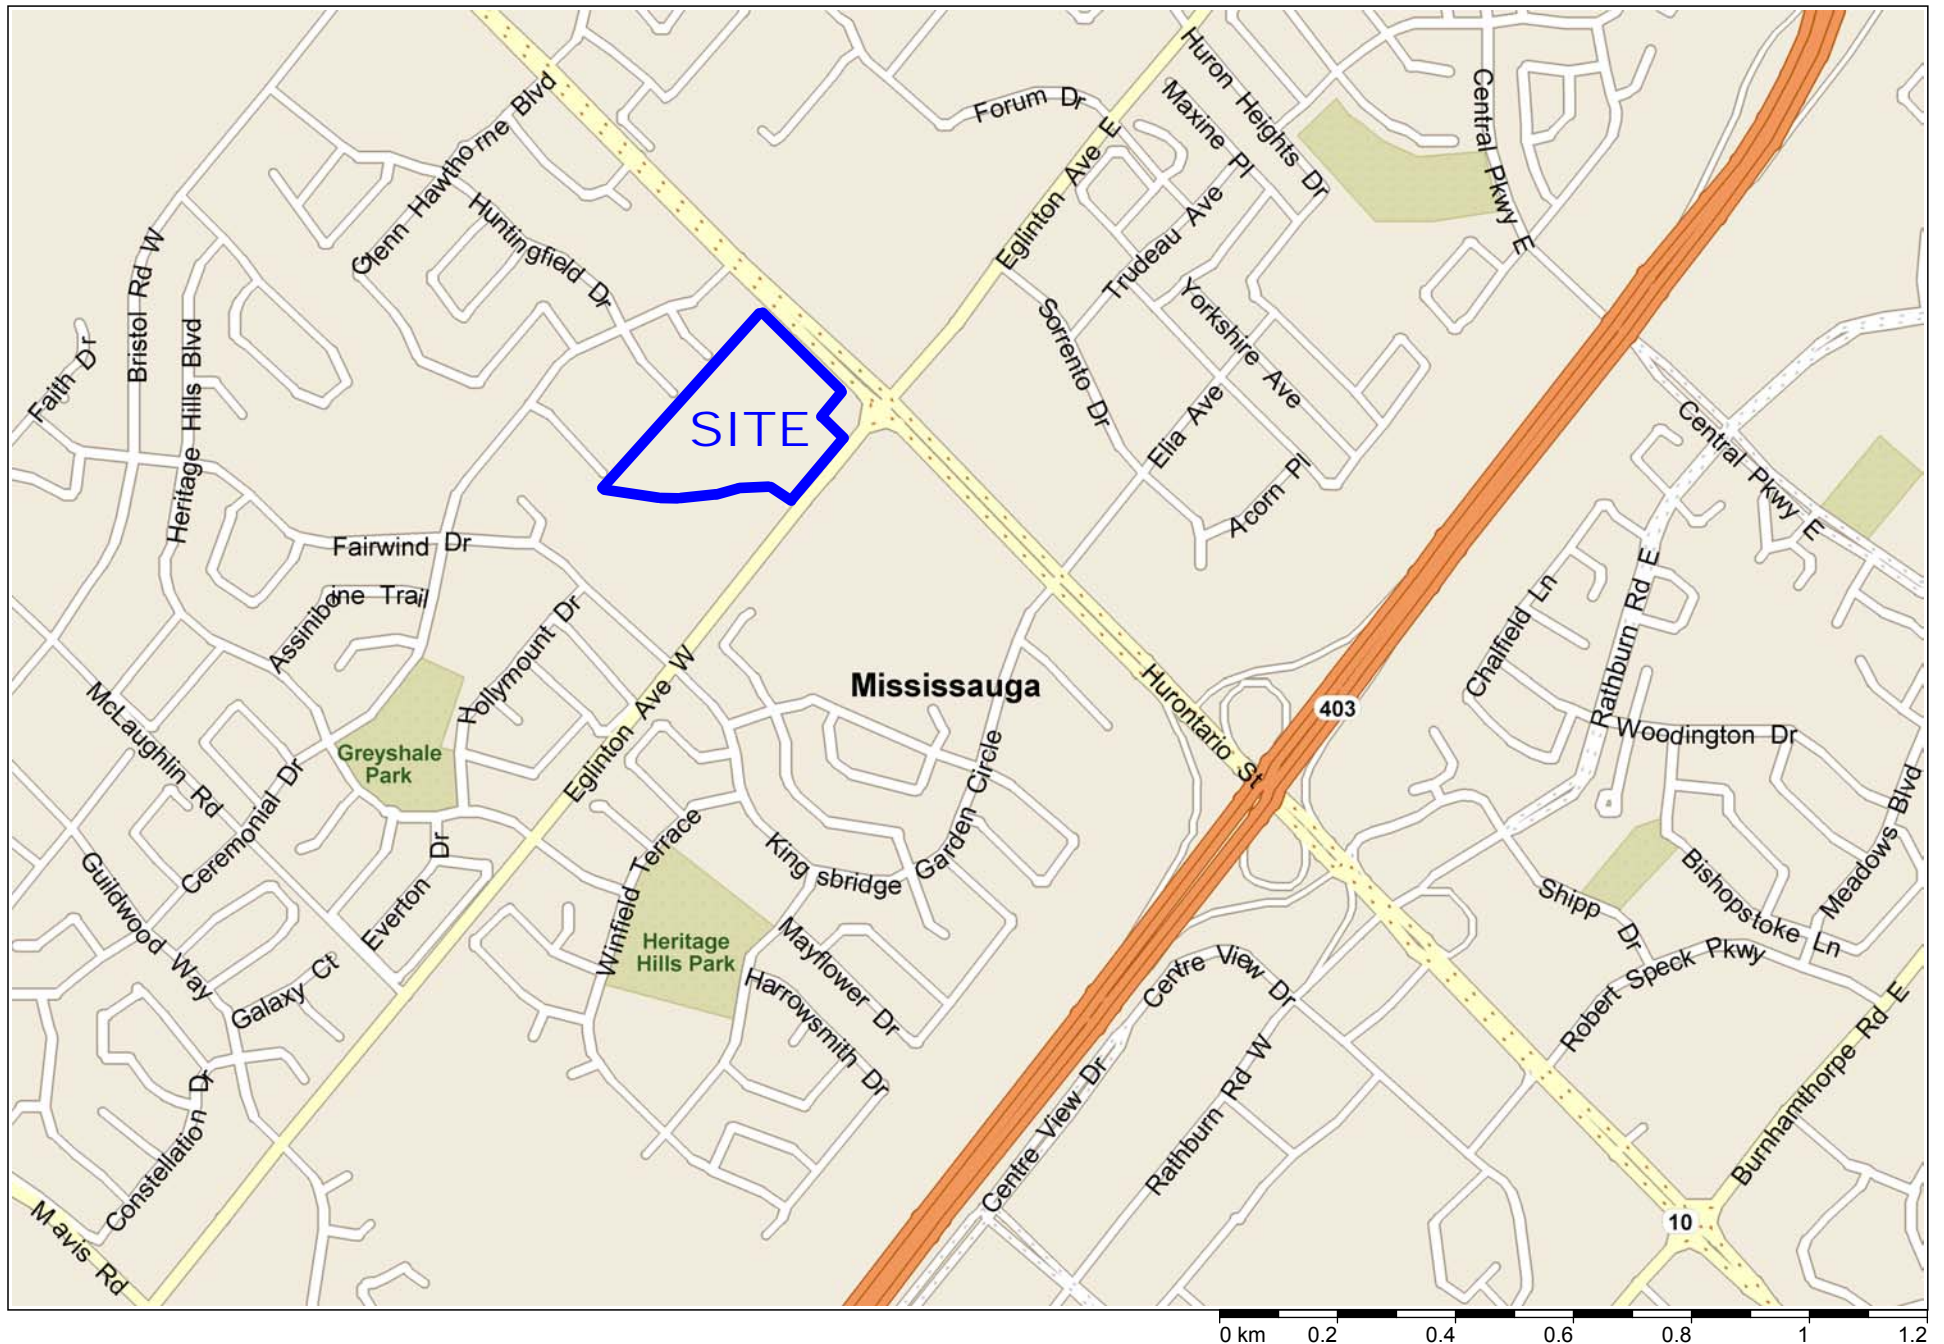 Glenn Hawthorne Blvd
Huntingfield Dr
Forum Dr
Huron Heights Dr
Maxine Pl
Eglinton Ave E
Trudeau Ave
Central Pkwy E
Bristol Rd W
Heritage Hills Blvd
Faith Dr
Sorrento Dr
Yorkshire Ave
Elia Ave
Acorn Pl
SITE
Central Pkwy E
Rathburn Rd E
Chalfield Ln
Fairwind Dr
Assiniboine Trail
Hollymount Dr
Eglinton Ave W
Mississauga
Hurontario St
403
Woodington Dr
McLaughlin Rd
Greyshale
Park
Ceremonial Dr
Everton Dr
Guildwood Way
Galaxy Ct
Winfield Terrace
Kingsbridge Garden Circle
Heritage
Hills Park
Mayflower Dr
Harrowsmith Dr
Centre View Dr
Shipp Dr
Bishopstoke Ln
Meadows Blvd
Robert Speck Pkwy
Burnhamthorpe Rd E
Rathburn Rd W
Centre View Dr
Constellation Dr
Mavis Rd
10
0 km 0.2 0.4 0.6 0.8 1 1.2